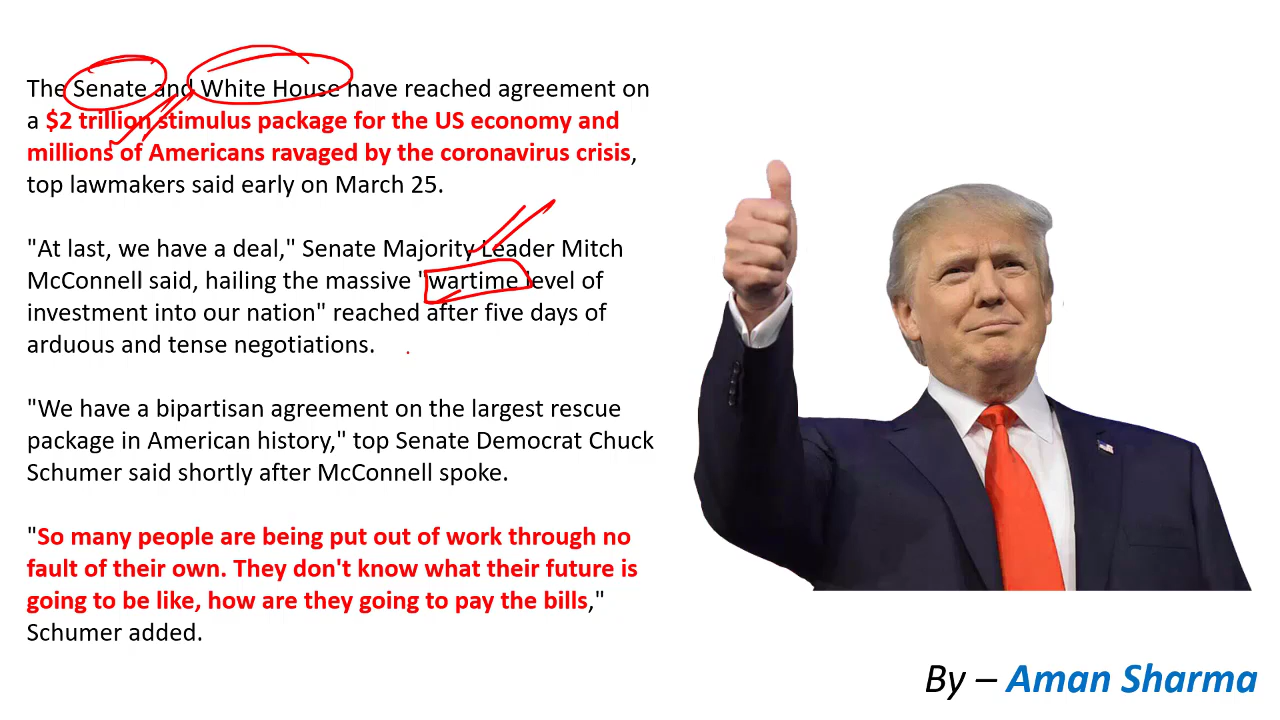 The Senate and White House have reached agreement on
a $2 trillion stimulus package for the US economy and
millions of Americans ravaged by the coronavirus crisis,
top lawmakers said early on March 25.
"At last, we have a deal," Senate Majority Leader Mitch
McConnell said, hailing the massive "wartime level of
investment into our nation" reached after five days of
arduous and tense negotiations.
"We have a bipartisan agreement on the largest rescue
package in American history," top Senate Democrat Chuck
Schumer said shortly after McConnell spoke.
"So many people are being put out of work through no
fault of their own. They don't know what their future is
going to be like, how are they going to pay the bills,"
Schumer added.
By – Aman Sharma